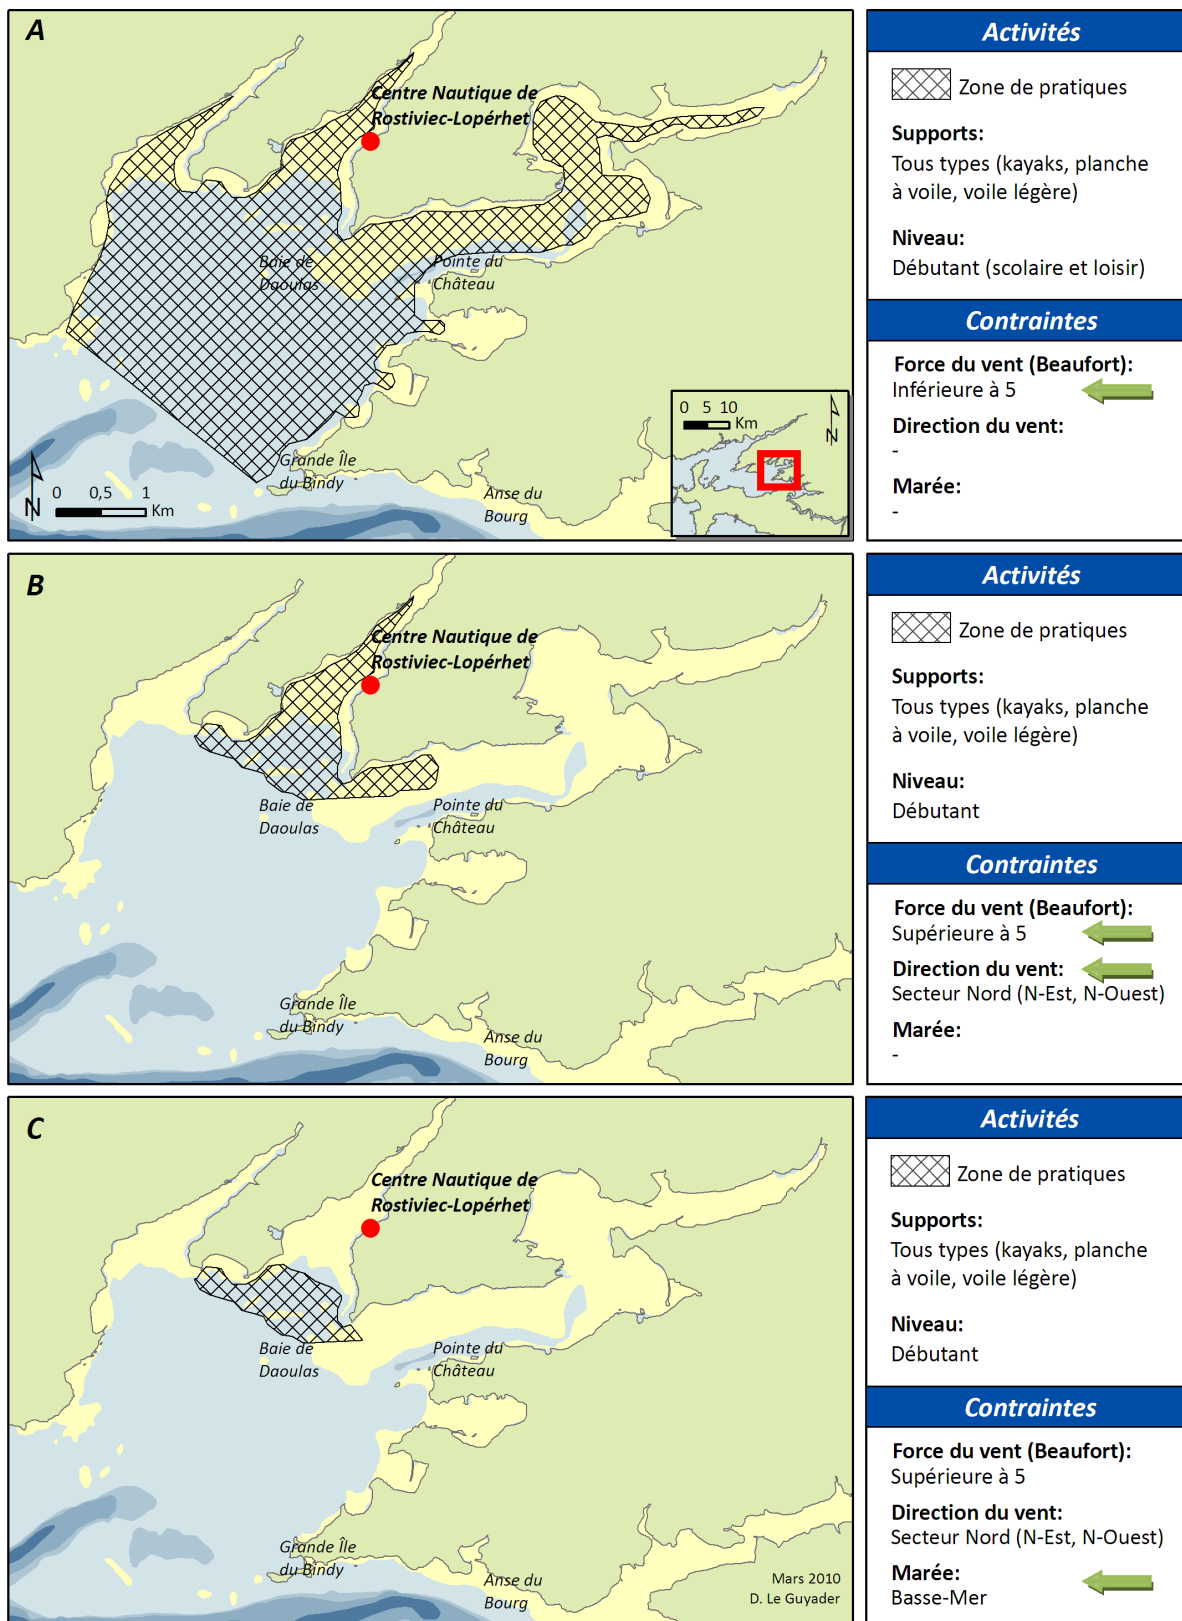 A
Centre Nautique de
Rostiviec-Lopérhet
Baie de
Daoulas
Pointe du
Château
Grande Île
du Bindy
Anse du
Bourg
N
0 0,5 1
Km
0 5 10
Km
N
Activités
Zone de pratiques
Supports:
Tous types (kayaks, planche
à voile, voile légère)
Niveau:
Débutant (scolaire et loisir)
Contraintes
Force du vent (Beaufort):
Inférieure à 5
Direction du vent:
-
Marée:
-
B
Centre Nautique de
Rostiviec-Lopérhet
Baie de
Daoulas
Pointe du
Château
Grande Île
du Bindy
Anse du
Bourg
Activités
Zone de pratiques
Supports:
Tous types (kayaks, planche
à voile, voile légère)
Niveau:
Débutant
Contraintes
Force du vent (Beaufort):
Supérieure à 5
Direction du vent:
Secteur Nord (N-Est, N-Ouest)
Marée:
-
C
Centre Nautique de
Rostiviec-Lopérhet
Baie de
Daoulas
Pointe du
Château
Grande Île
du Bindy
Anse du
Bourg
Mars 2010
D. Le Guyader
Activités
Zone de pratiques
Supports:
Tous types (kayaks, planche
à voile, voile légère)
Niveau:
Débutant
Contraintes
Force du vent (Beaufort):
Supérieure à 5
Direction du vent:
Secteur Nord (N-Est, N-Ouest)
Marée:
Basse-Mer